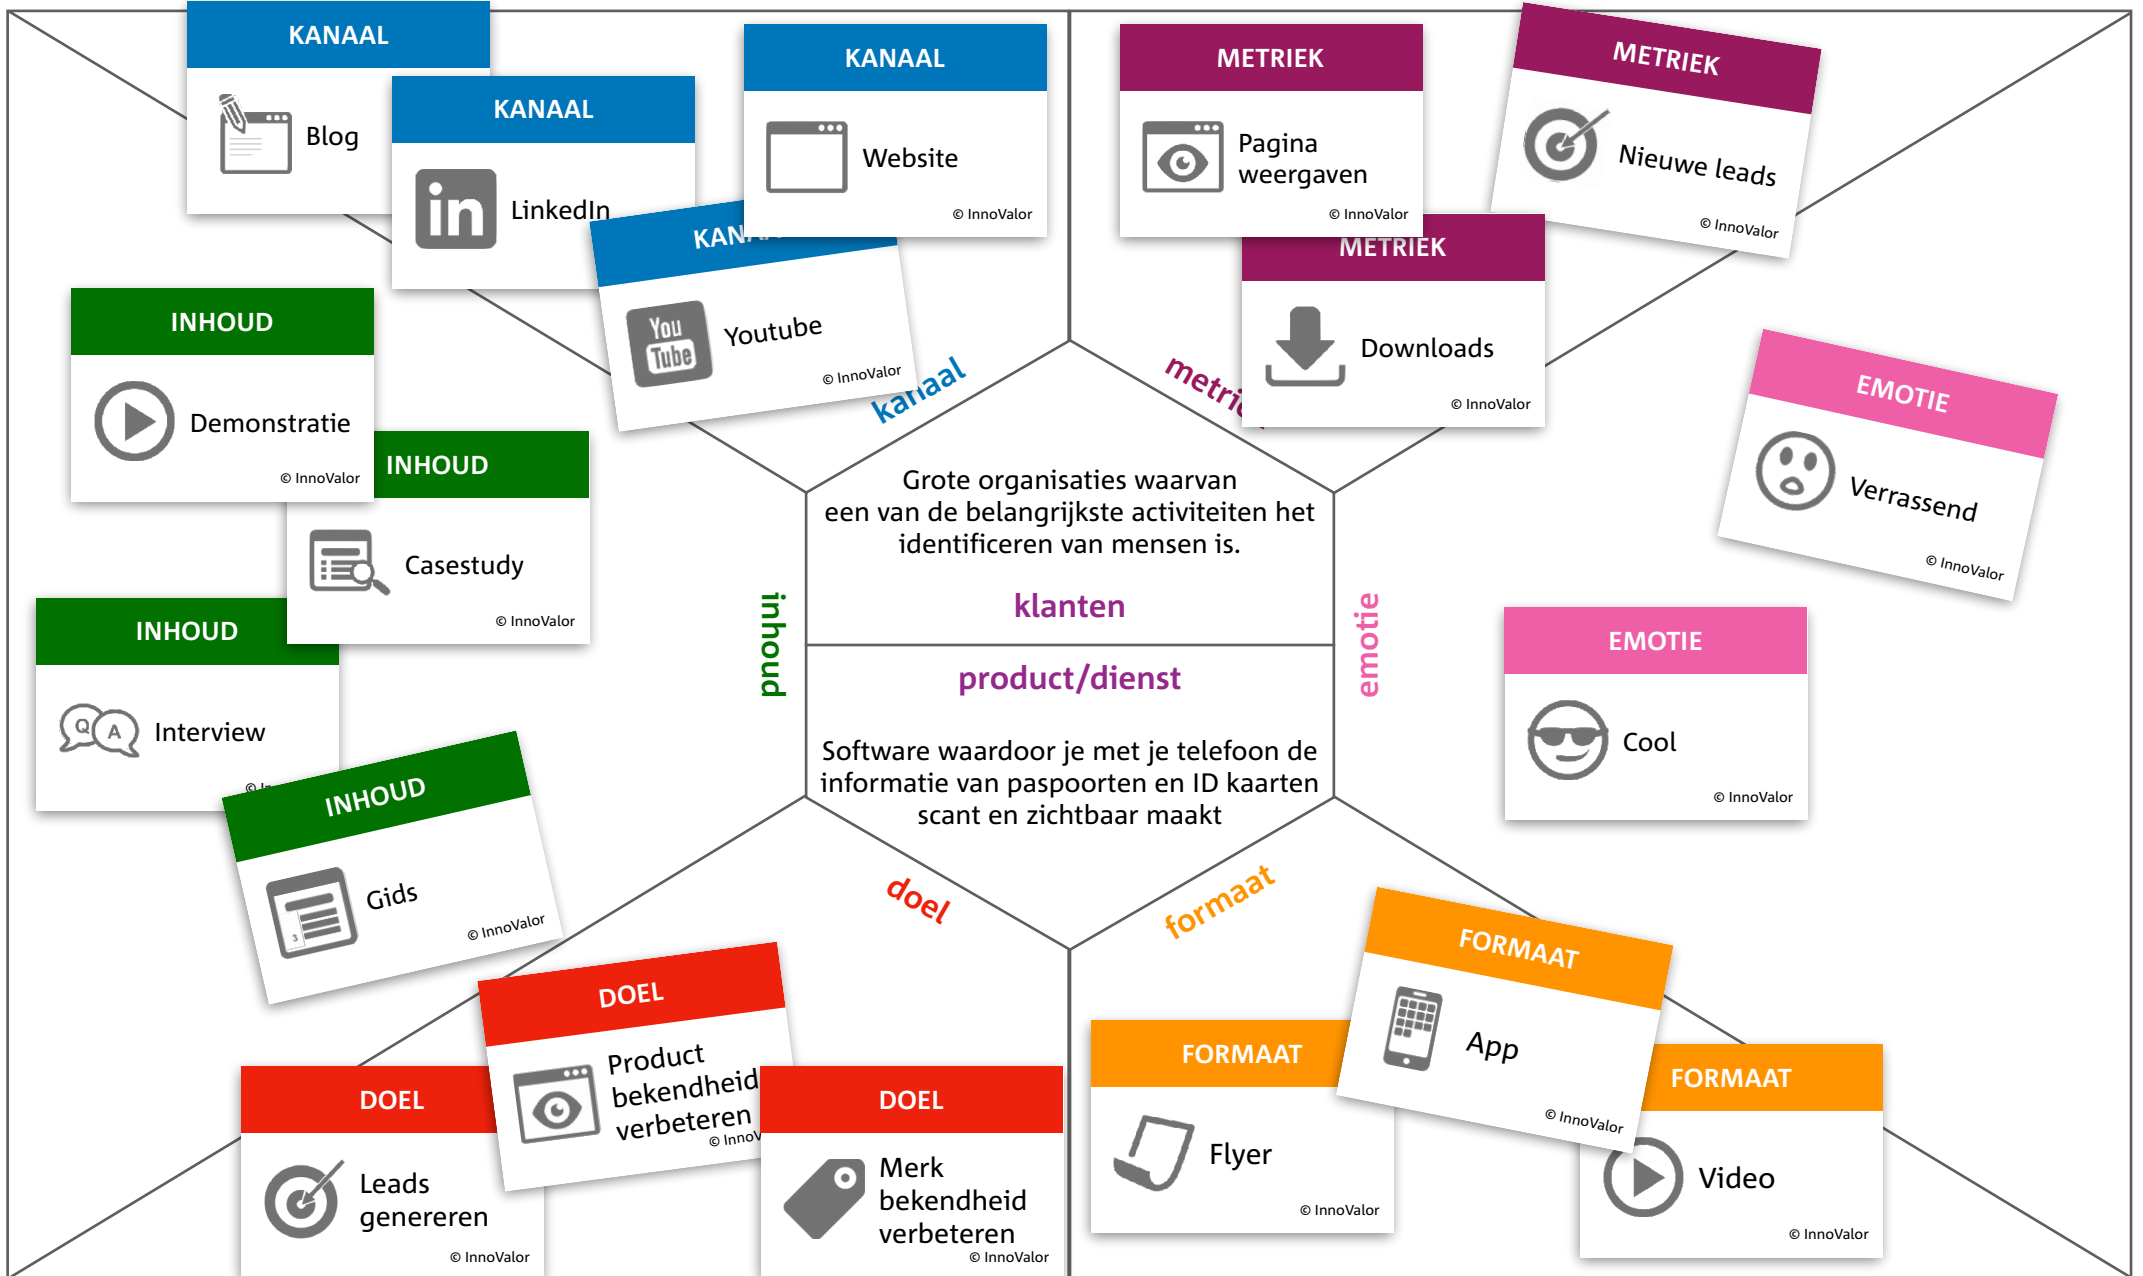 KANAAL
Blog
KANAAL
in
LinkedIn
KANAAL
Website
© InnoValor
You
Tube
Youtube
© InnoValor
kanaal
METRIEK
Pagina
weergaven
© InnoValor
METRIEK
Nieuwe leads
© InnoValor
METRIEK
Downloads
© InnoValor
INHOUD
Demonstratie
© InnoValor
INHOUD
Casestudy
© InnoValor
INHOUD
Q A
Interview
INHOUD
3
Gids
© InnoValor
inhoud
Grote organisaties waarvan
een van de belangrijkste activiteiten het
identificeren van mensen is.
klanten
product/dienst
Software waardoor je met je telefoon de
informatie van paspoorten en ID kaarten
scant en zichtbaar maakt
emotie
EMOTIE
Verrassend
© InnoValor
EMOTIE
Cool
© InnoValor
doel
DOEL
Product
bekendheid
verbeteren
DOEL
Leads
genereren
© InnoValor
DOEL
Merk
bekendheid
verbeteren
© InnoValor
formaat
FORMAAT
App
© InnoValor
FORMAAT
Flyer
© InnoValor
FORMAAT
Video
© InnoValor